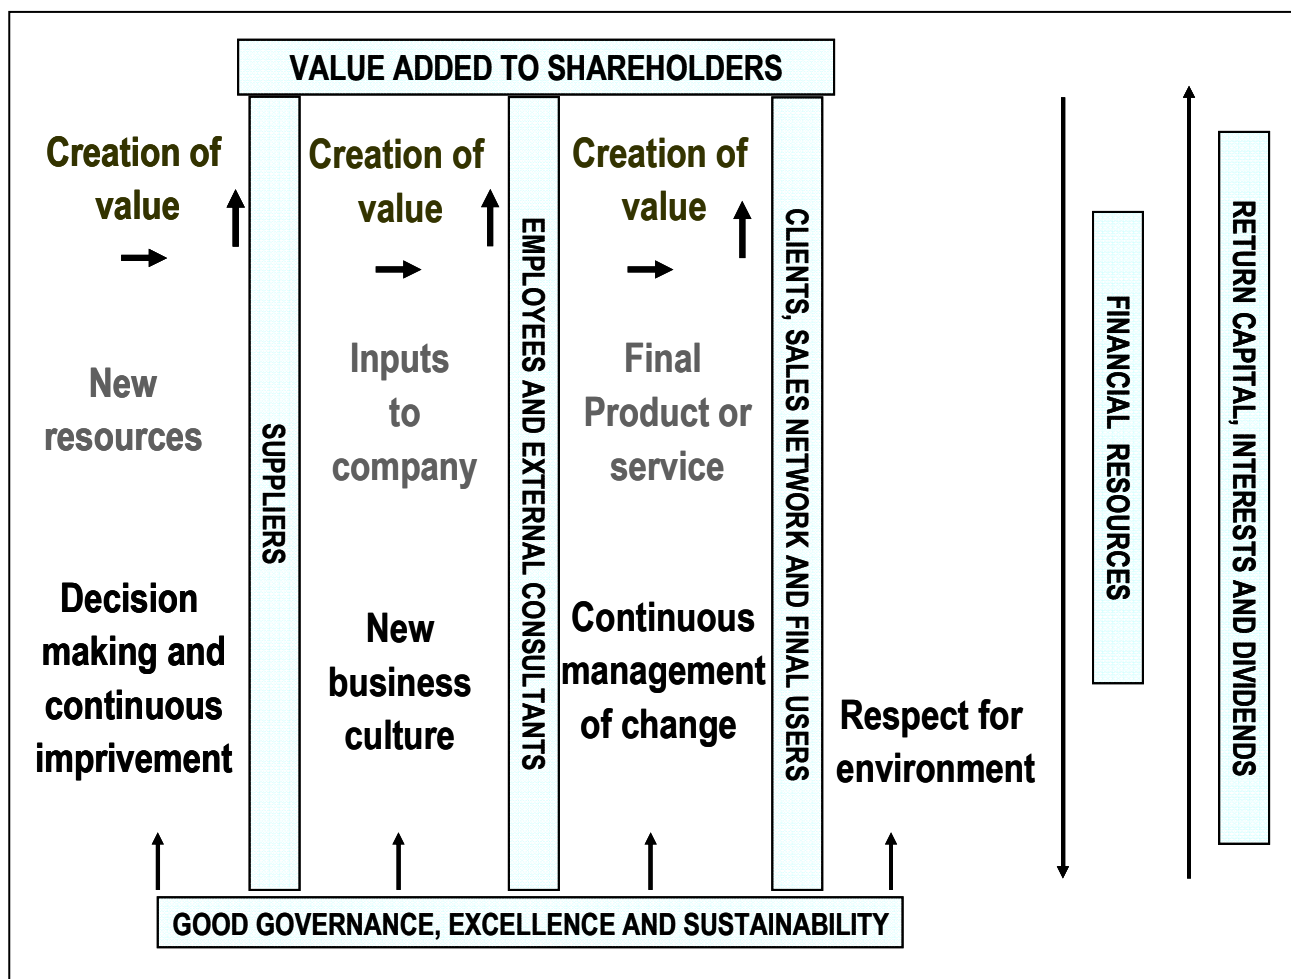 VALUE ADDED TO SHAREHOLDERS
Creation of
value
Creation of
value
Creation of
value
New
resources
Inputs
to
company
Final
Product or
service
Decision
making and
continuous
imprivement
New
business
culture
Continuous
management
of change
Respect for
environment
SUPPLIERS
EMPLOYEES AND EXTERNAL CONSULTANTS
CLIENTS, SALES NETWORK AND FINAL USERS
FINANCIAL RESOURCES
RETURN CAPITAL, INTERESTS AND DIVIDENDS
GOOD GOVERNANCE, EXCELLENCE AND SUSTAINABILITY